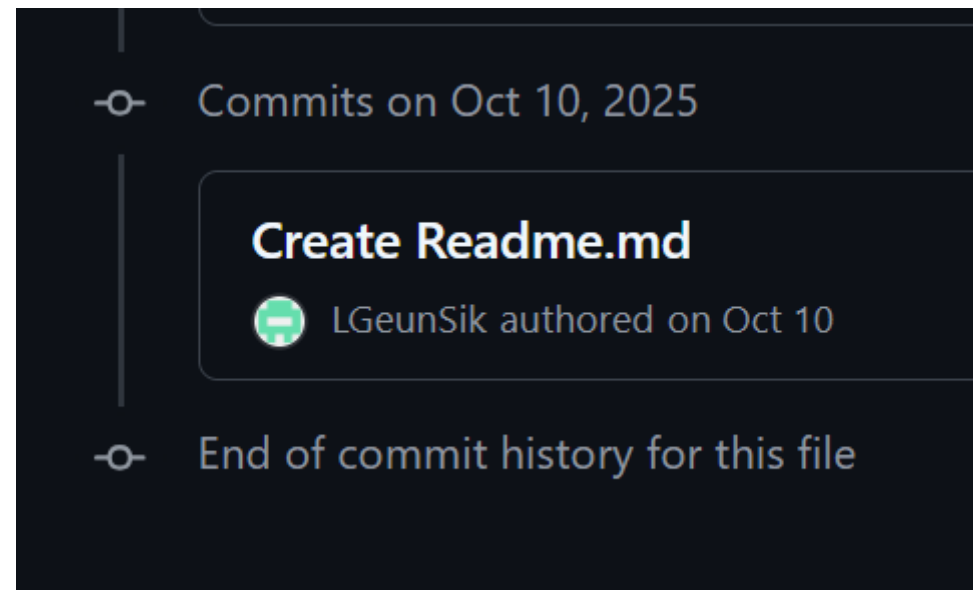 Commits on Oct 10, 2025
Create Readme.md
LGeunSik authored on Oct 10
End of commit history for this file